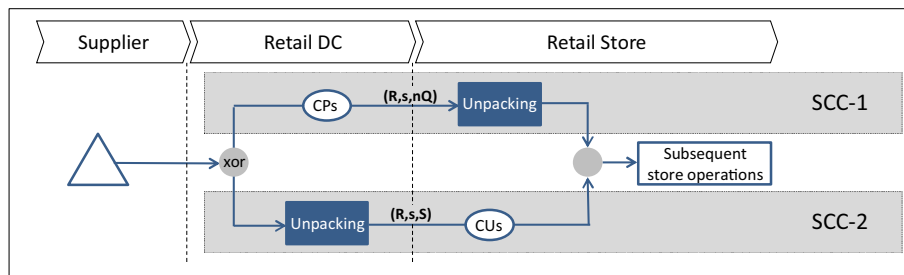 Supplier
Retail DC
Retail Store
CPs
(R,s,nQ)
Unpacking
SCC-1
xor
Subsequent
store operations
Unpacking
(R,s,S)
CUs
SCC-2